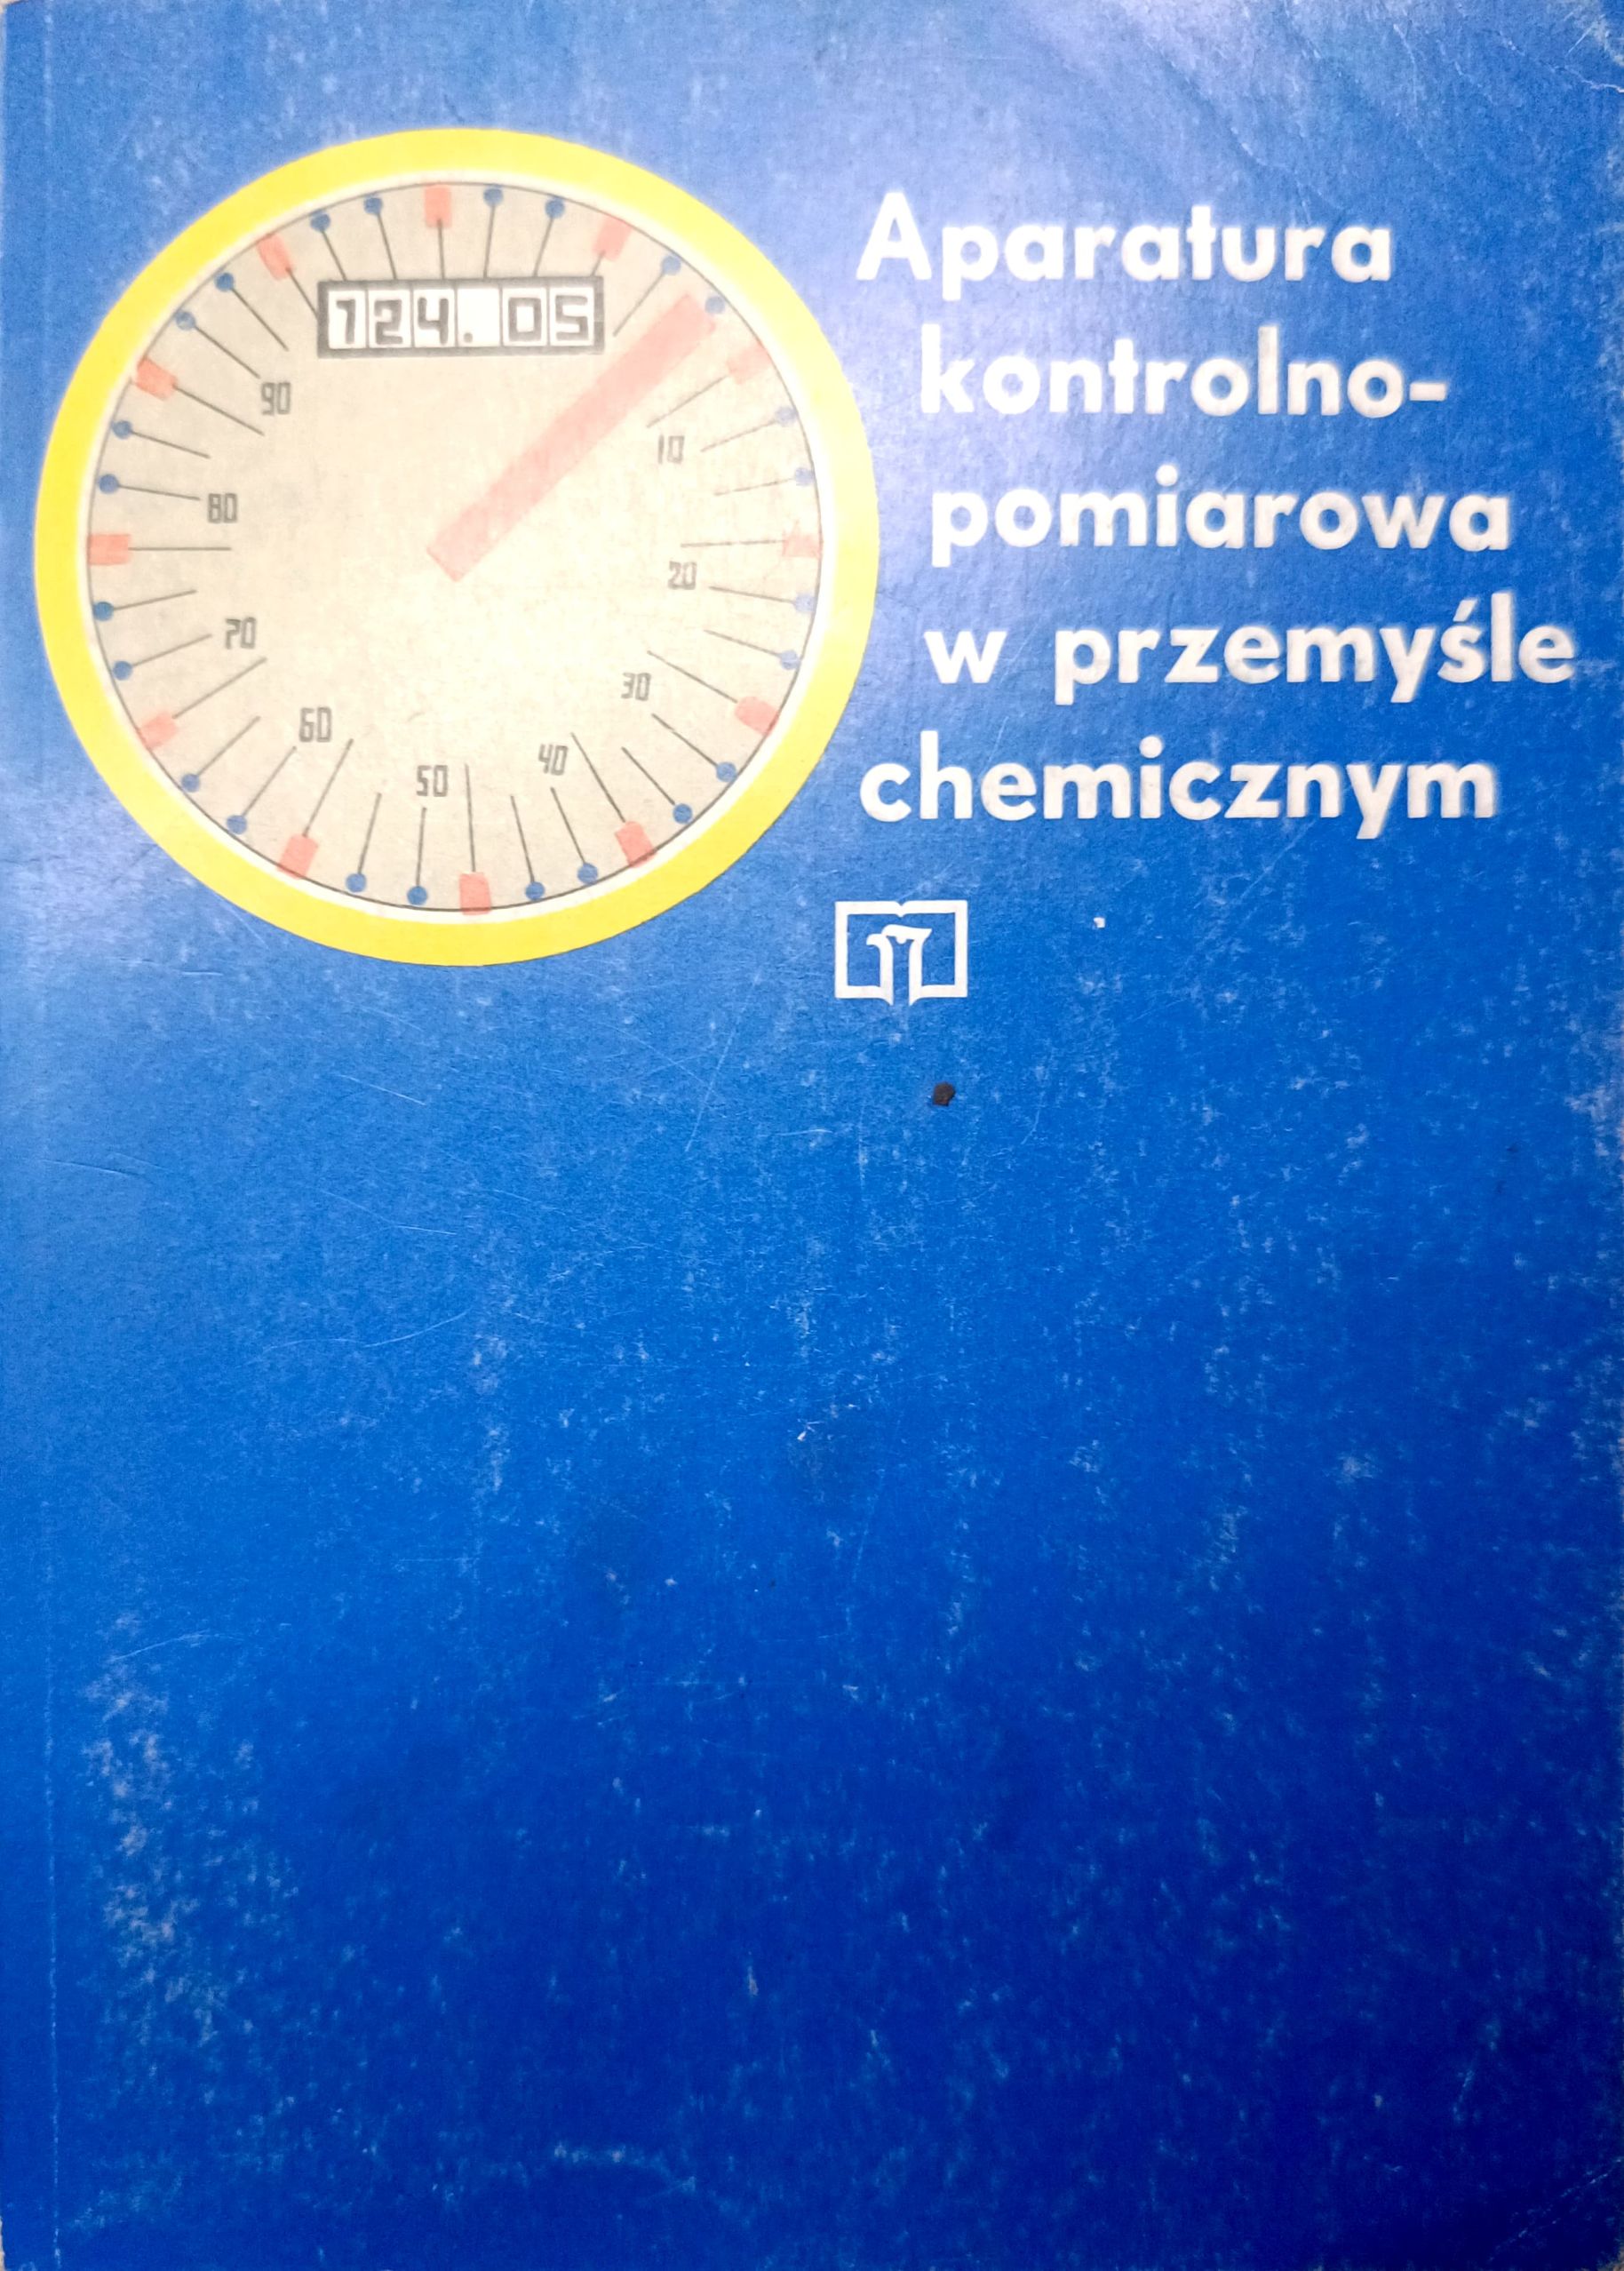 Aparatura
kontrolno-
pomiarowa
w przemyśle
chemicznym
124.05
10
20
30
40
50
60
70
80
90